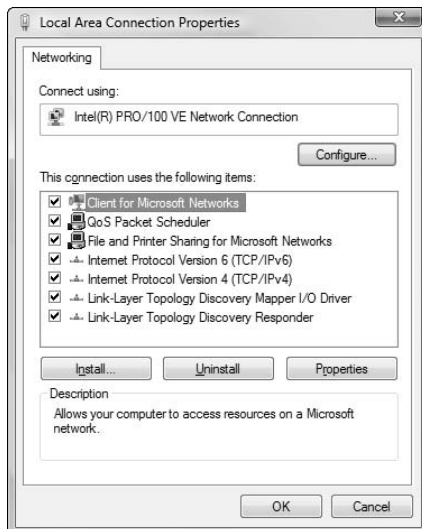 Local Area Connection Properties
Networking
Connect using:
Intel(R) PRO/100 VE Network Connection
Configure...
This connection uses the following items:
Client for Microsoft Networks
QoS Packet Scheduler
File and Printer Sharing for Microsoft Networks
Internet Protocol Version 6 (TCP/IPv6)
Internet Protocol Version 4 (TCP/IPv4)
Link-Layer Topology Discovery Mapper I/O Driver
Link-Layer Topology Discovery Responder
Install... Uninstall Properties
Description
Allows your computer to access resources on a Microsoft
network.
OK Cancel